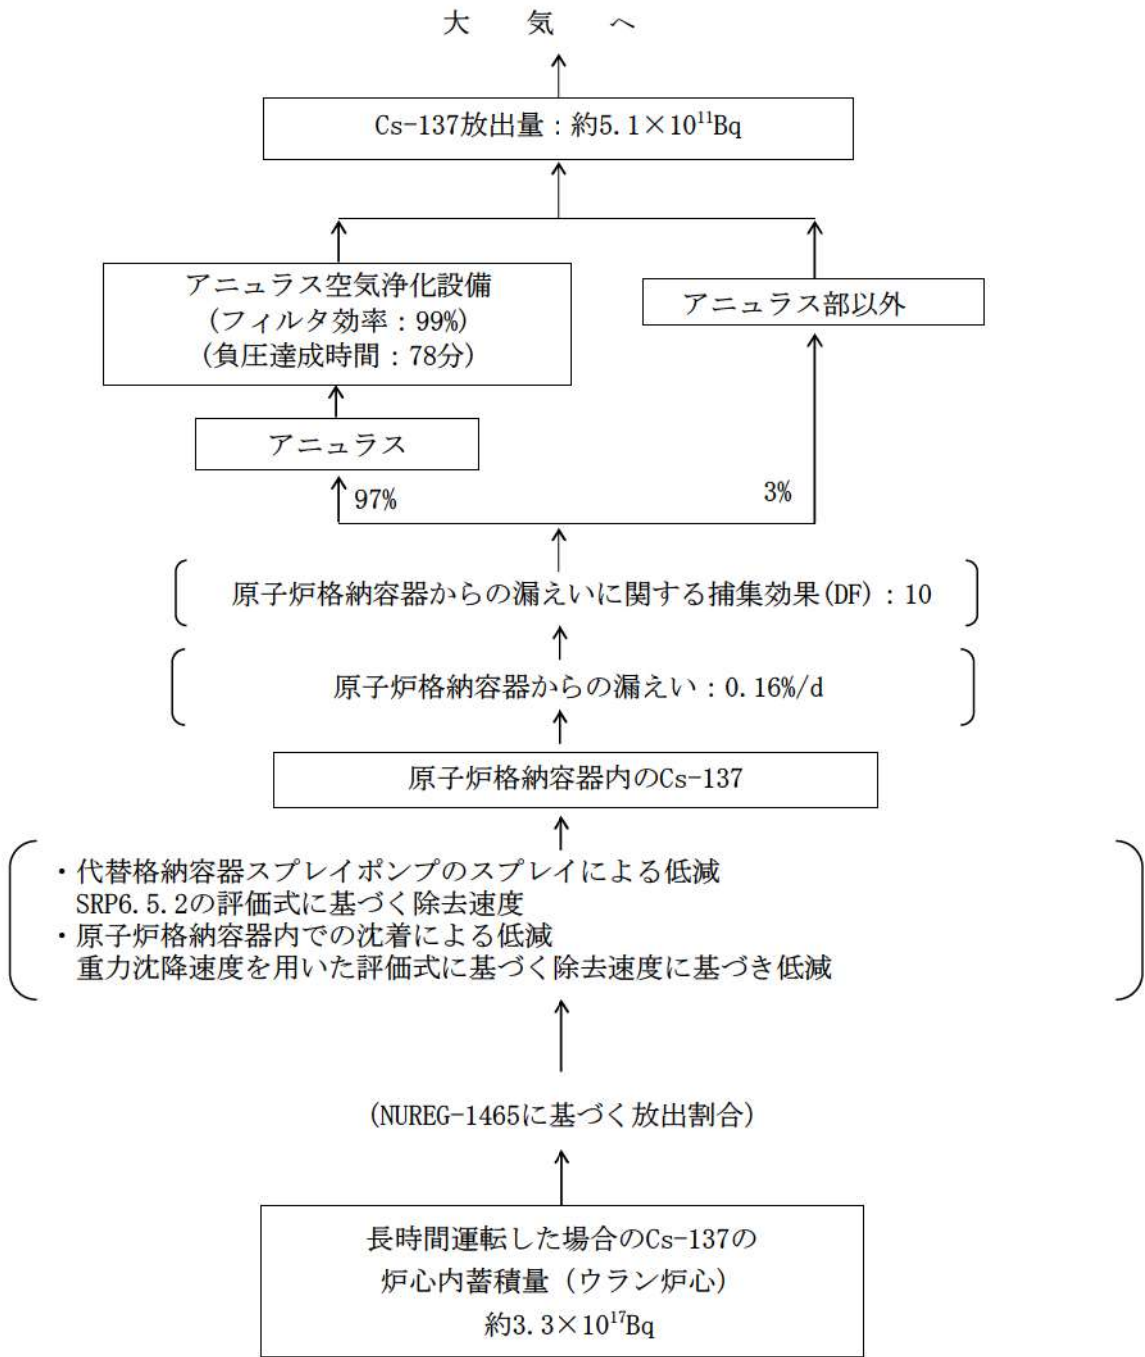 大 気 へ
Cs-137放出量：約5.1×10¹¹Bq
アニュラス空気浄化設備
(フィルタ効率：99%)
(負圧達成時間：78分)
アニュラス部以外
アニュラス
97%
3%
原子炉格納容器からの漏えいに関する捕集効果(DF)：10
原子炉格納容器からの漏えい：0.16%/d
原子炉格納容器内のCs-137
・代替格納容器スプレイポンプのスプレイによる低減
SRP6.5.2の評価式に基づく除去速度
・原子炉格納容器内での沈着による低減
重力沈降速度を用いた評価式に基づく除去速度に基づき低減
(NUREG-1465に基づく放出割合)
長時間運転した場合のCs-137の
炉心内蓄積量（ウラン炉心）
約3.3×10¹⁷Bq